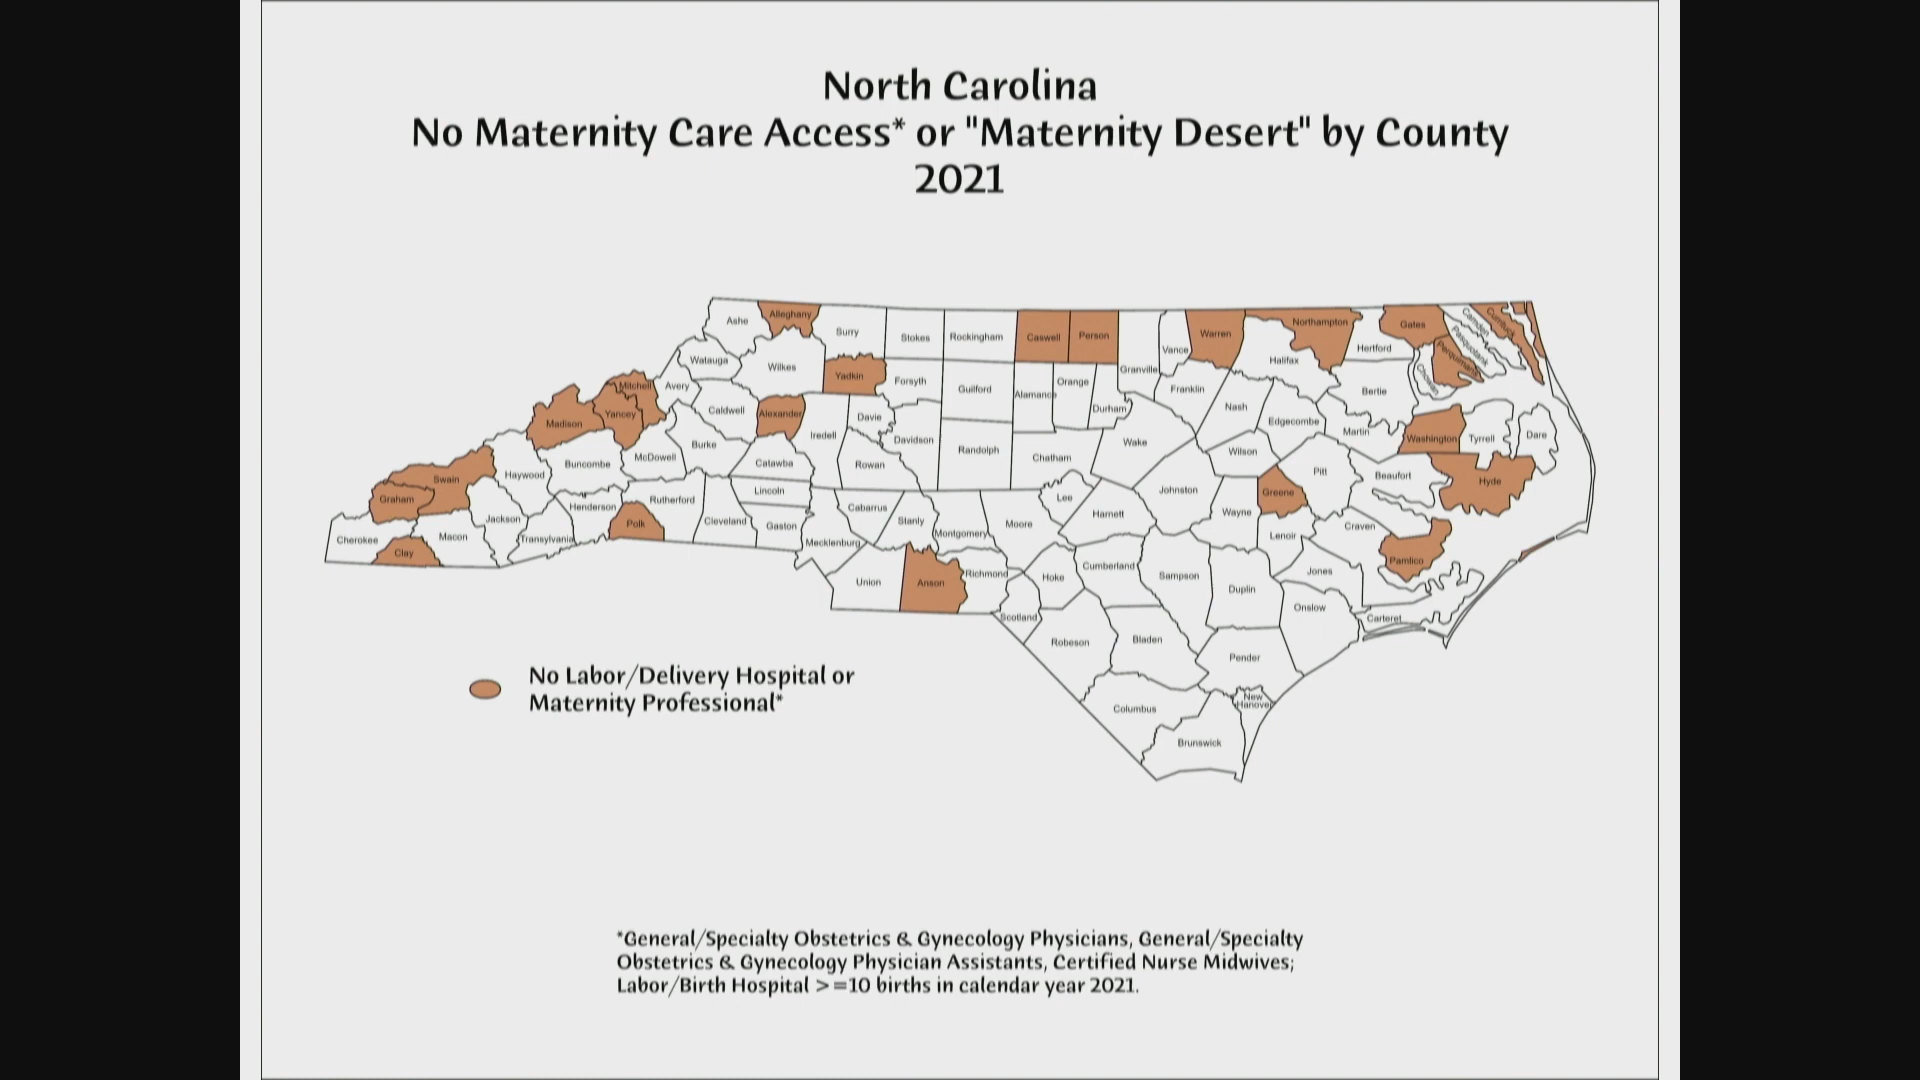 North Carolina
No Maternity Care Access* or "Maternity Desert" by County
2021
Ashe
Alleghany
Surry
Stokes
Rockingham
Caswell
Person
Vance
Warren
Northampton
Gates
Camden
Currituck
Pasquotank
Perquimans
Chowan
Hertford
Halifax
Granville
Watauga
Wilkes
Yadkin
Forsyth
Guilford
Alamance
Orange
Durham
Franklin
Bertie
Mitchell
Avery
Caldwell
Alexander
Iredell
Davie
Davidson
Randolph
Chatham
Wake
Nash
Edgecombe
Martin
Washington
Tyrrell
Dare
Madison
Yancey
Burke
McDowell
Buncombe
Haywood
Catawba
Rowan
Wilson
Pitt
Beaufort
Hyde
Swain
Graham
Jackson
Henderson
Rutherford
Lincoln
Cleveland
Gaston
Cabarrus
Stanly
Montgomery
Moore
Lee
Harnett
Johnston
Wayne
Greene
Lenoir
Craven
Pamlico
Cherokee
Clay
Macon
Transylvania
Polk
Mecklenburg
Union
Anson
Richmond
Scotland
Hoke
Cumberland
Sampson
Duplin
Jones
Onslow
Carteret
Robeson
Bladen
Pender
New
Hanover
Columbus
Brunswick
No Labor/Delivery Hospital or
Maternity Professional*
*General/Specialty Obstetrics & Gynecology Physicians, General/Specialty
Obstetrics & Gynecology Physician Assistants, Certified Nurse Midwives;
Labor/Birth Hospital >=10 births in calendar year 2021.